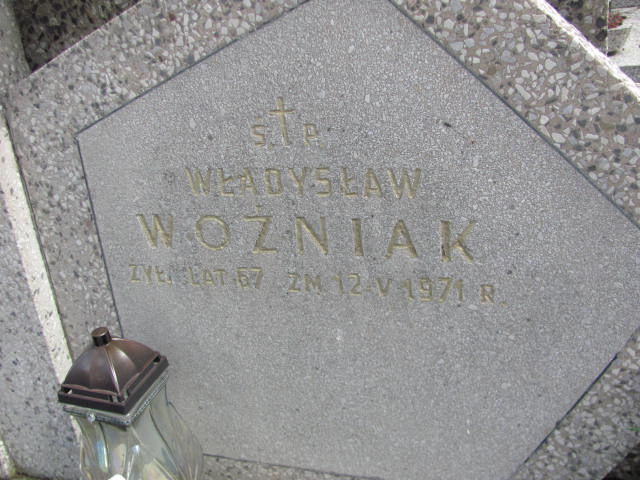 Ś † P.
WŁADYSŁAW
WOŹNIAK
ŻYŁ. LAT. 67 ZM 12.V 1971 R.